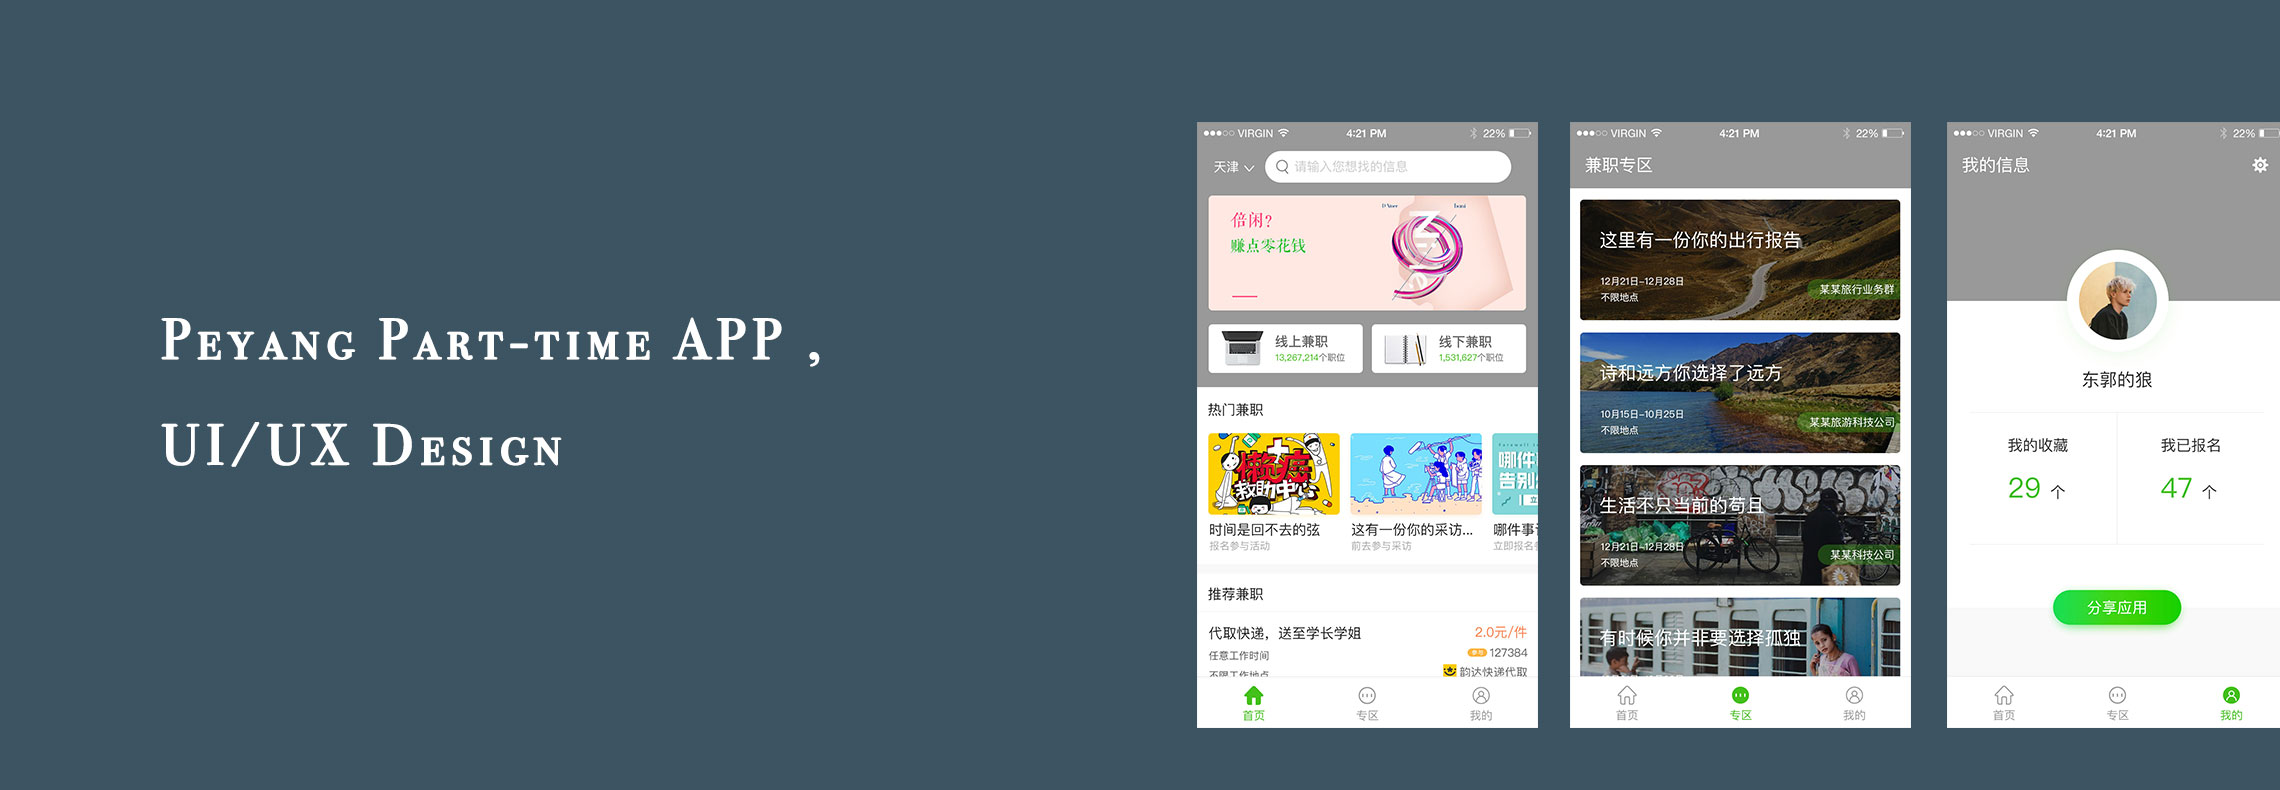 Peyang Part-time APP ,
UI/UX Design
VIRGIN
4:21 PM
22%
天津
请输入您想找的信息
倍闲?
赚点零花钱
线上兼职
13,267,214个职位
线下兼职
1,531,627个职位
热门兼职
懒癌
救助中心
哪件
告别
时间是回不去的弦
报名参与活动
这有一份你的采访...
前去参与采访
哪件事
立即报名
推荐兼职
代取快递，送至学长学姐
2.0元/件
任意工作时间
127384
不限工作地点
韵达快递代取
首页
专区
我的
VIRGIN
4:21 PM
22%
兼职专区
这里有一份你的出行报告
12月21日-12月28日
不限地点
某某旅行业务群
诗和远方你选择了远方
10月15日-10月25日
不限地点
某某旅游科技公司
生活不只当前的苟且
12月21日-12月28日
不限地点
某某科技公司
有时候你并非要选择孤独
首页
专区
我的
VIRGIN
4:21 PM
22%
我的信息
东郭的狼
我的收藏
29 个
我已报名
47 个
分享应用
首页
专区
我的